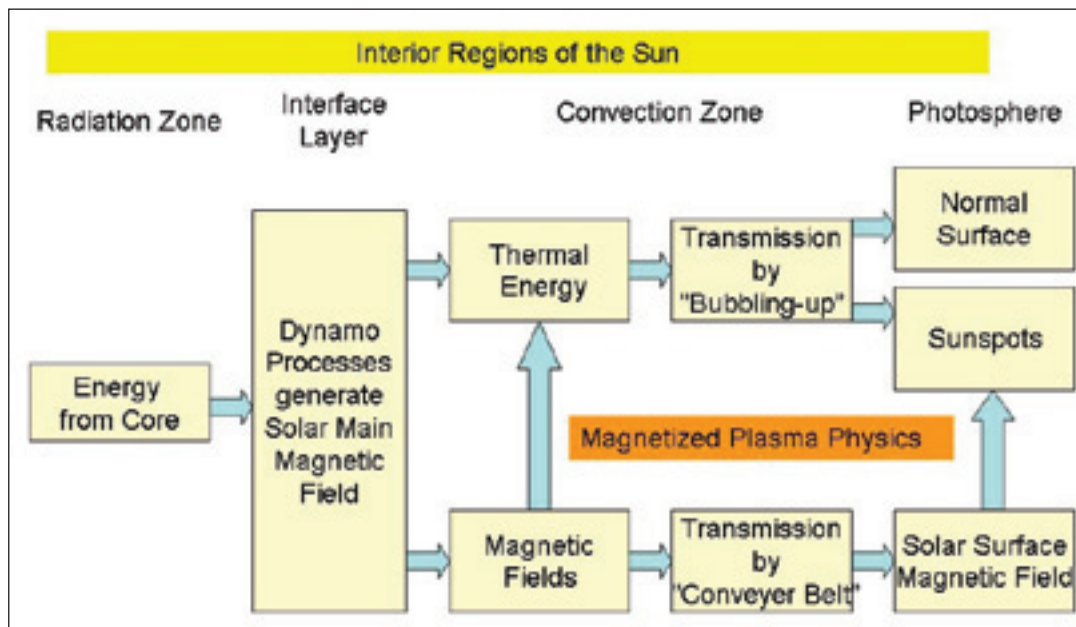 Interior Regions of the Sun
Radiation Zone
Interface
Layer
Convection Zone
Photosphere
Energy
from Core
Dynamo
Processes
generate
Solar Main
Magnetic
Field
Thermal
Energy
Transmission
by
"Bubbling-up"
Normal
Surface
Sunspots
Magnetized Plasma Physics
Magnetic
Fields
Transmission
by
"Conveyer Belt"
Solar Surface
Magnetic Field